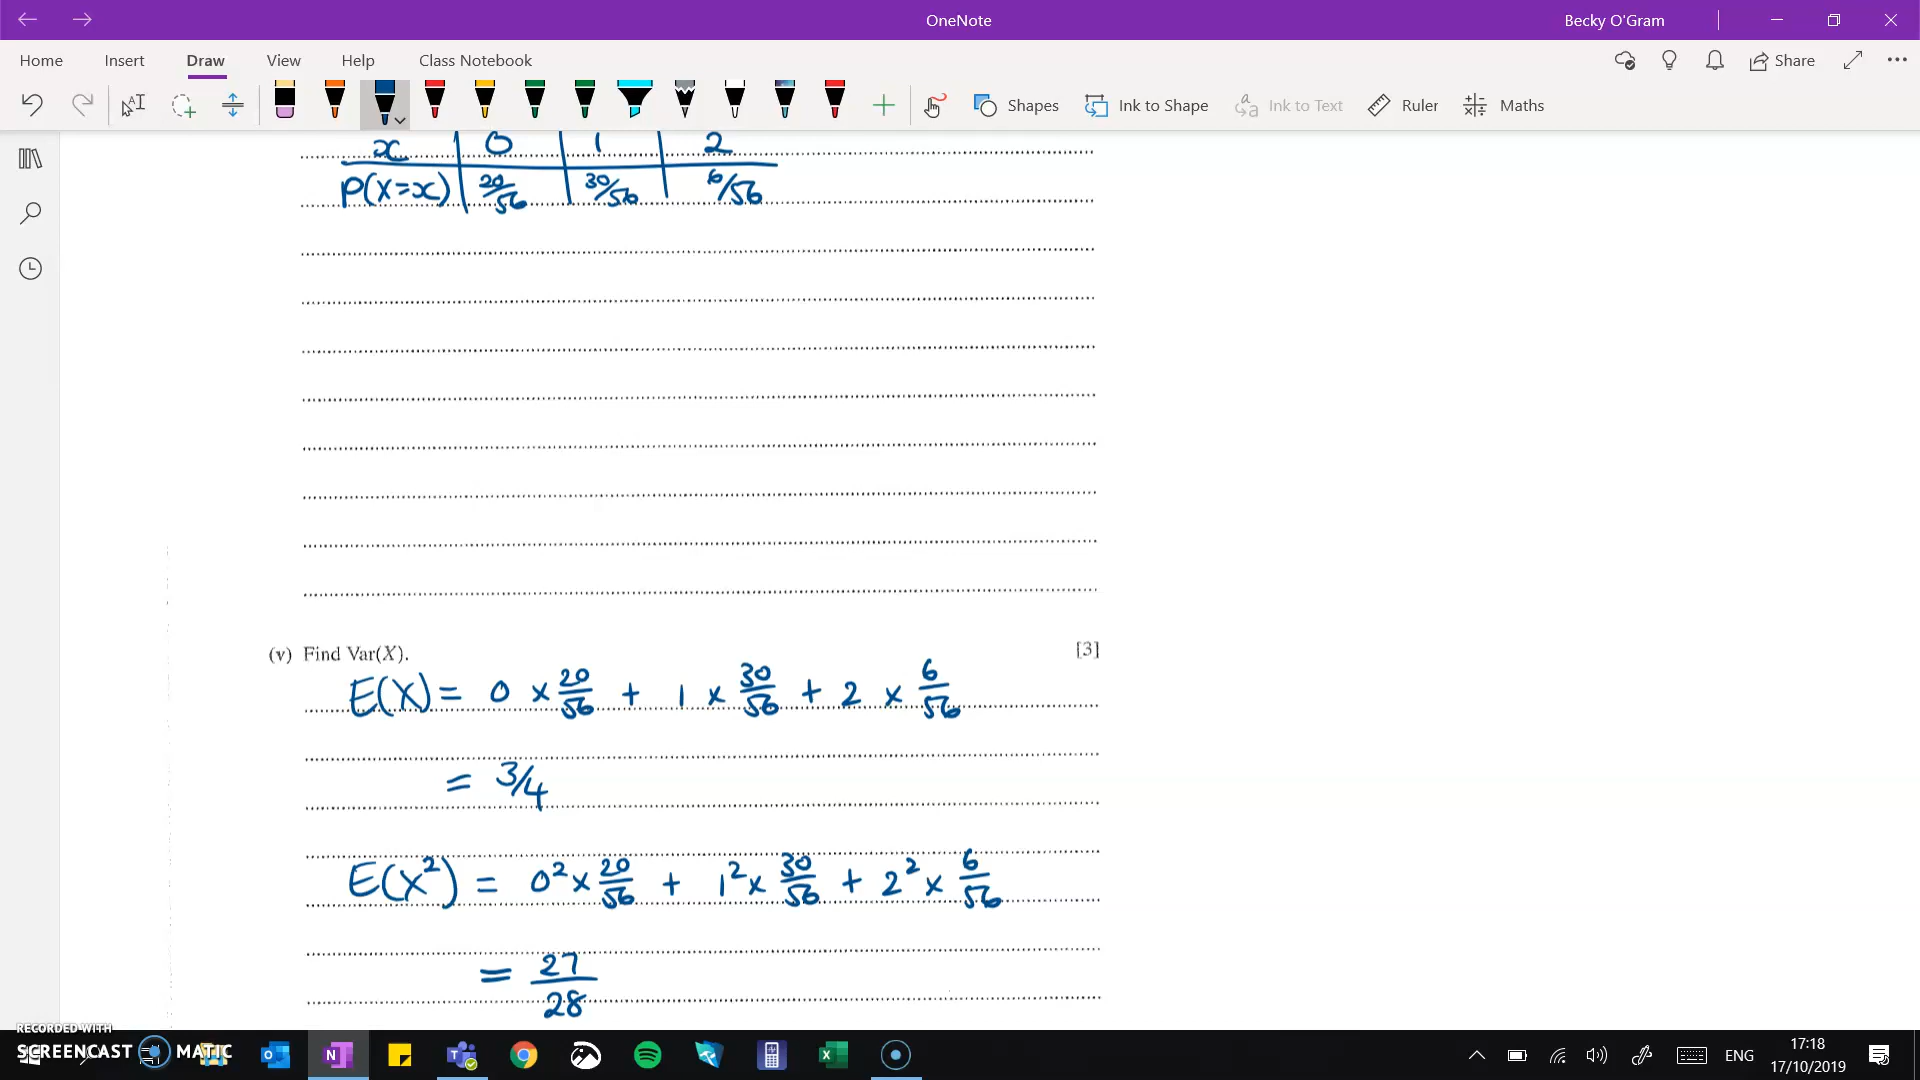 OneNote
Becky O'Gram
Home Insert Draw View Help Class Notebook
Share
Shapes Ink to Shape Ink to Text Ruler Maths
x 0 1 2
P(X=x) 20/56 30/56 6/56
(v) Find Var(X). [3]
E(X) = 0 × 20/56 + 1 × 30/56 + 2 × 6/56
= 3/4
E(X²) = 0² × 20/56 + 1² × 30/56 + 2² × 6/56
= 27/28
RECORDED WITH
SCREENCAST MATIC
ENG
17:18
17/10/2019